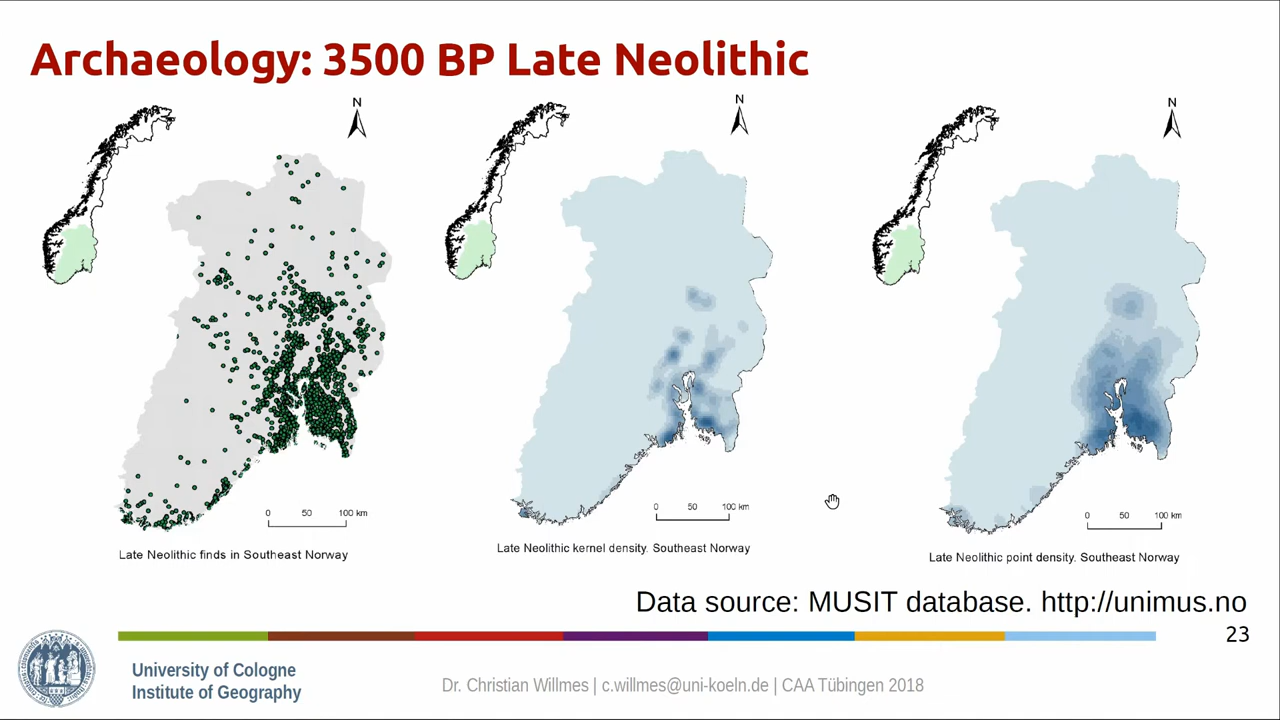 Archaeology: 3500 BP Late Neolithic
N
N
N
0 50 100 km
0 50 100 km
0 50 100 km
Late Neolithic finds in Southeast Norway
Late Neolithic kernel density. Southeast Norway
Late Neolithic point density. Southeast Norway
Data source: MUSIT database. http://unimus.no
23
University of Cologne
Institute of Geography
Dr. Christian Willmes | c.willmes@uni-koeln.de | CAA Tübingen 2018